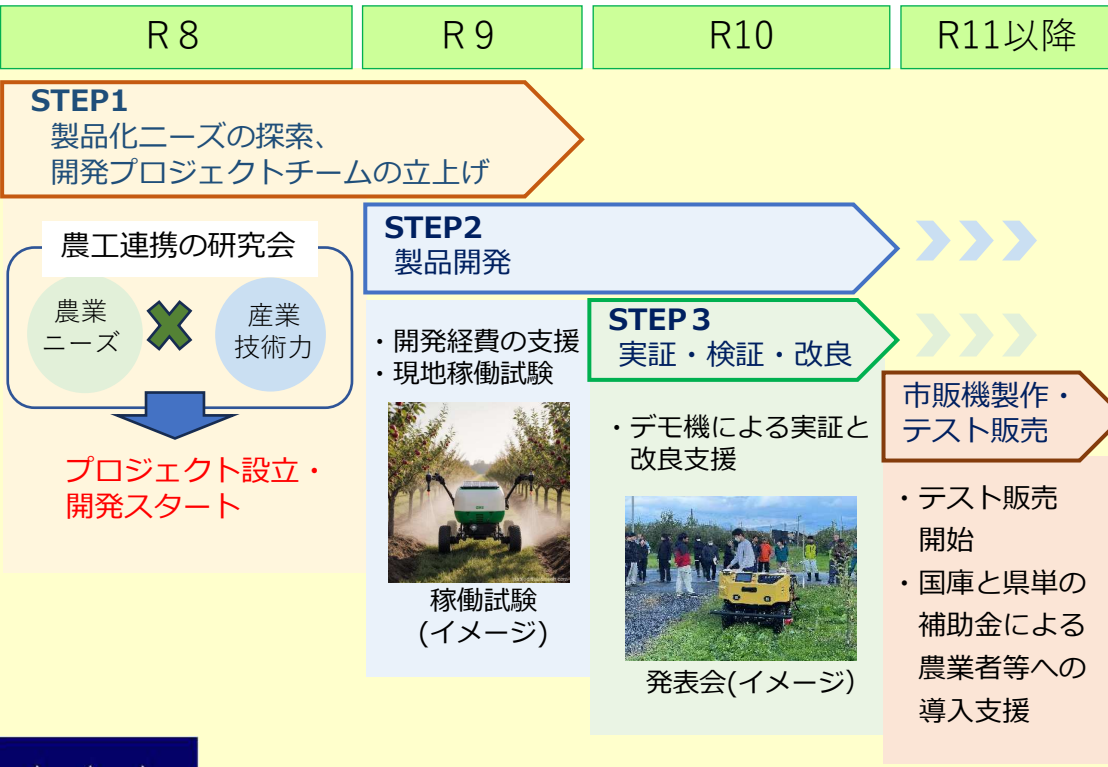 R８
R９
R10
R11以降
STEP1
製品化ニーズの探索、
開発プロジェクトチームの立上げ
農工連携の研究会
農業
ニーズ
産業
技術力
プロジェクト設立・
開発スタート
STEP2
製品開発
・開発経費の支援
・現地稼働試験
稼働試験
(イメージ)
STEP３
実証・検証・改良
・デモ機による実証と
改良支援
発表会(イメージ）
市販機製作・
テスト販売
・テスト販売
開始
・国庫と県単の
補助金による
農業者等への
導入支援